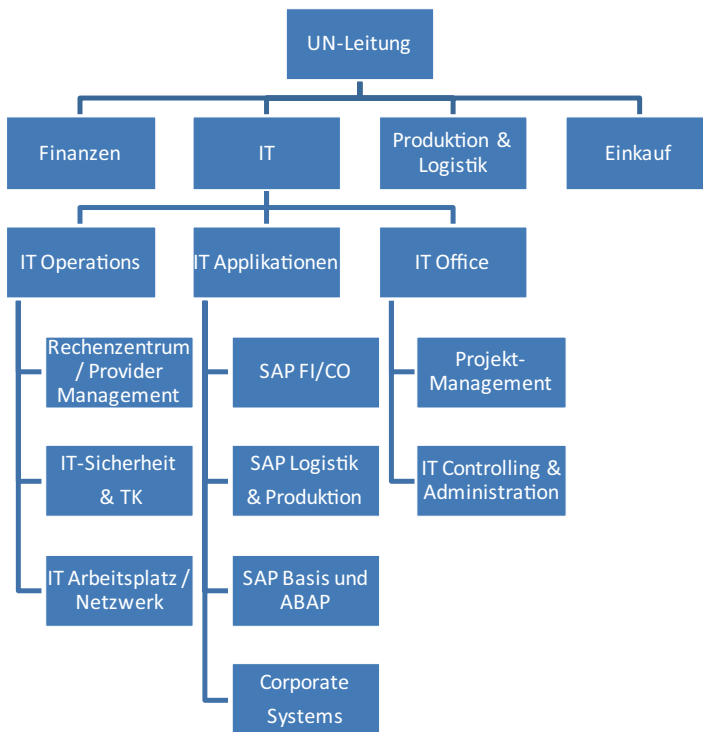 UN-Leitung
Finanzen
IT
Produktion &
Logistik
Einkauf
IT Operations
IT Applikationen
IT Office
Rechenzentrum
/ Provider
Management
SAP FI/CO
Projekt-
Management
IT-Sicherheit
& TK
SAP Logistik
& Produktion
IT Controlling &
Administration
IT Arbeitsplatz /
Netzwerk
SAP Basis und
ABAP
Corporate
Systems